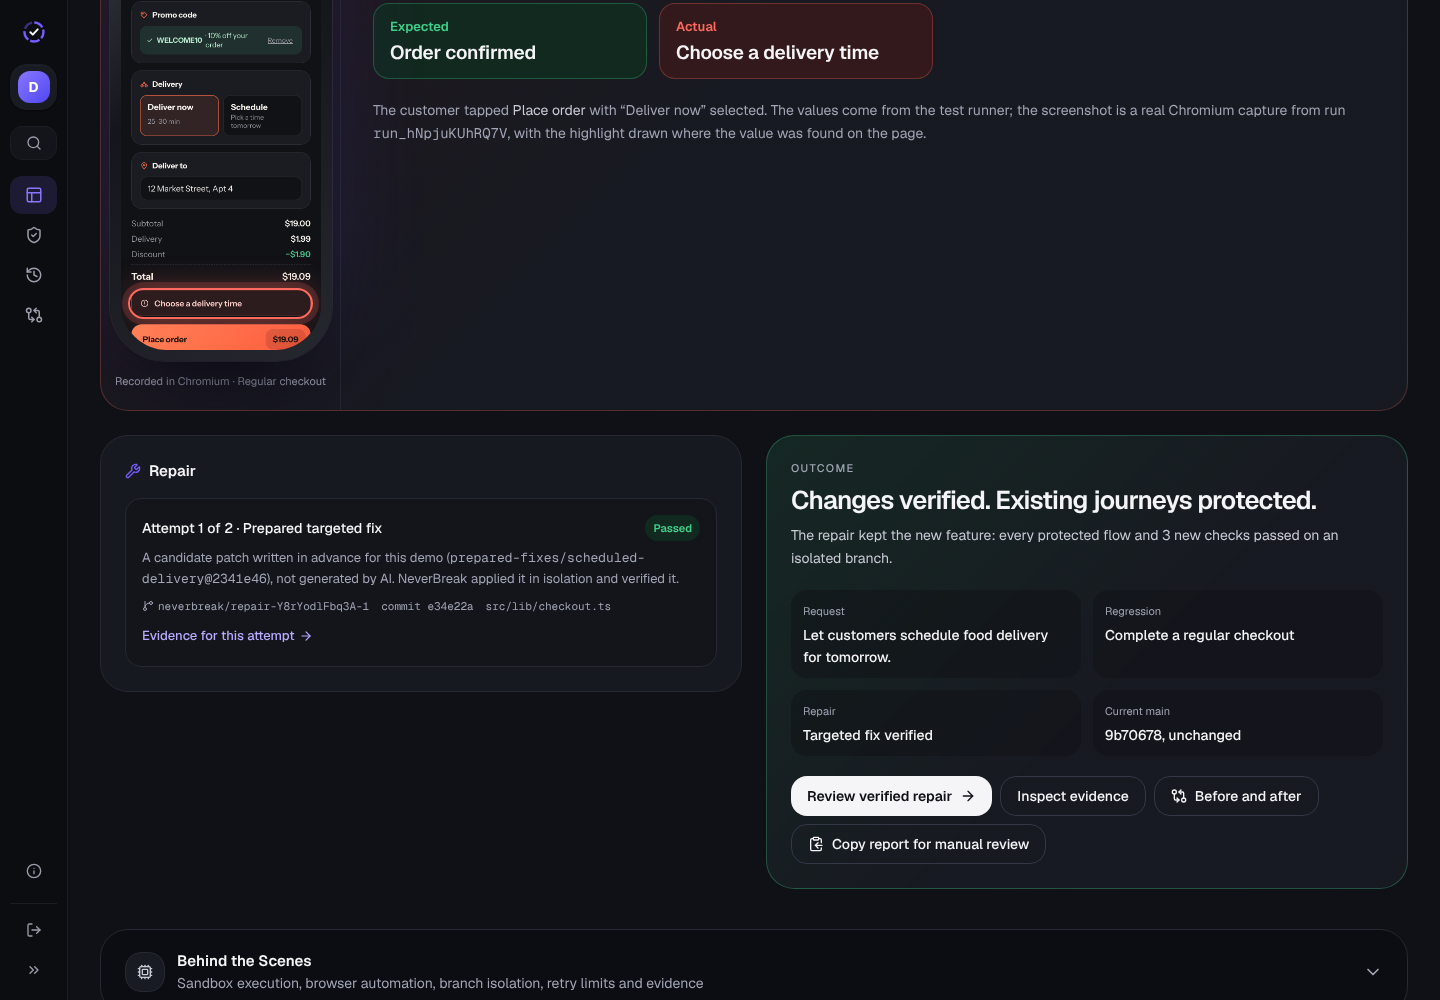 D
Promo code
WELCOME10 · 10% off your order
Remove
Delivery
Deliver now
25-30 min
Schedule
Pick a time tomorrow
Deliver to
12 Market Street, Apt 4
Subtotal $19.00
Delivery $1.99
Discount −$1.90
Total $19.09
Choose a delivery time
Place order $19.09
Recorded in Chromium · Regular checkout
Expected
Order confirmed
Actual
Choose a delivery time
The customer tapped Place order with “Deliver now” selected. The values come from the test runner; the screenshot is a real Chromium capture from run
run_hNpjuKUhRQ7V, with the highlight drawn where the value was found on the page.
Repair
Attempt 1 of 2 · Prepared targeted fix
Passed
A candidate patch written in advance for this demo (prepared-fixes/scheduled-
delivery@2341e46), not generated by AI. NeverBreak applied it in isolation and verified it.
neverbreak/repair-Y8rYodlFbq3A-1 commit e34e22a src/lib/checkout.ts
Evidence for this attempt
OUTCOME
Changes verified. Existing journeys protected.
The repair kept the new feature: every protected flow and 3 new checks passed on an
isolated branch.
Request
Let customers schedule food delivery
for tomorrow.
Regression
Complete a regular checkout
Repair
Targeted fix verified
Current main
9b70678, unchanged
Review verified repair
Inspect evidence
Before and after
Copy report for manual review
Behind the Scenes
Sandbox execution, browser automation, branch isolation, retry limits and evidence